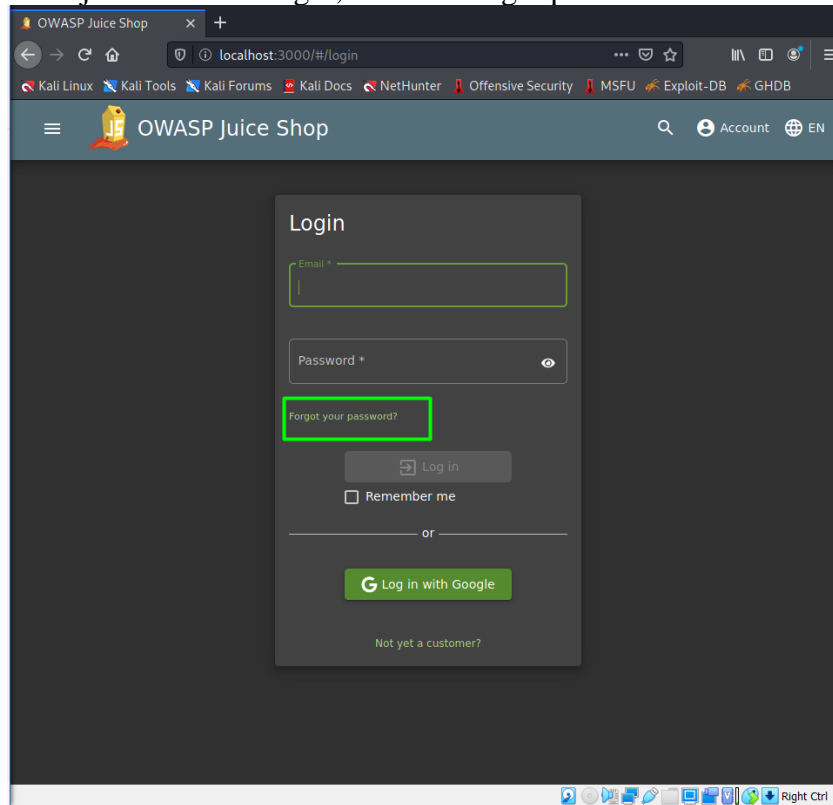 OWASP Juice Shop
localhost:3000/#/login
Kali Linux Kali Tools Kali Forums Kali Docs NetHunter Offensive Security MSFU Exploit-DB GHDB
OWASP Juice Shop Account EN
Login
Email *
Password *
Forgot your password?
Log in
Remember me
or
G Log in with Google
Not yet a customer?
Right Ctrl